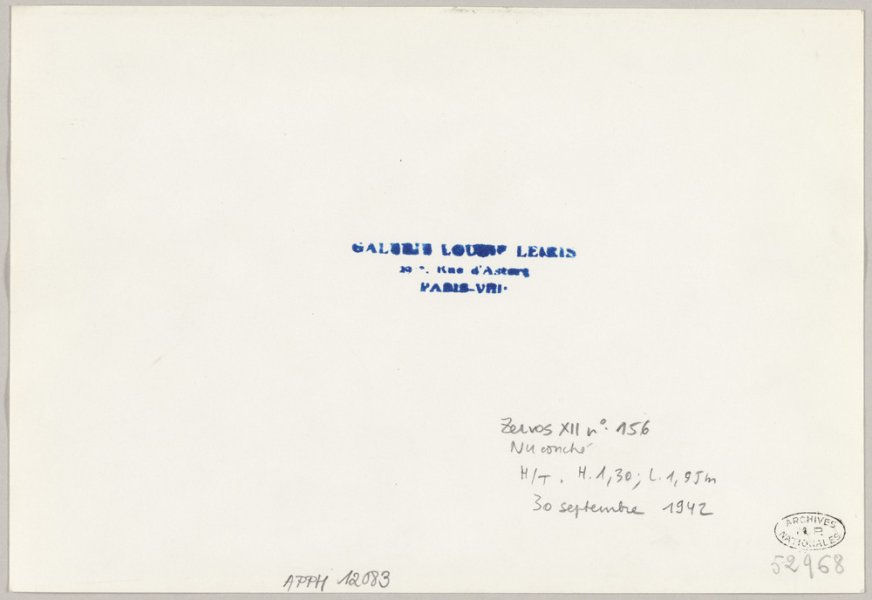 GALERIE LOUISE LEIRIS
Rue d'Astorg
PARIS-VIII
Zervos XII n° 156
Nu couché
H/T. H. 1,30; L. 1,95m
30 septembre 1942
ARCHIVES
NATIONALES
52968
APPH 12083